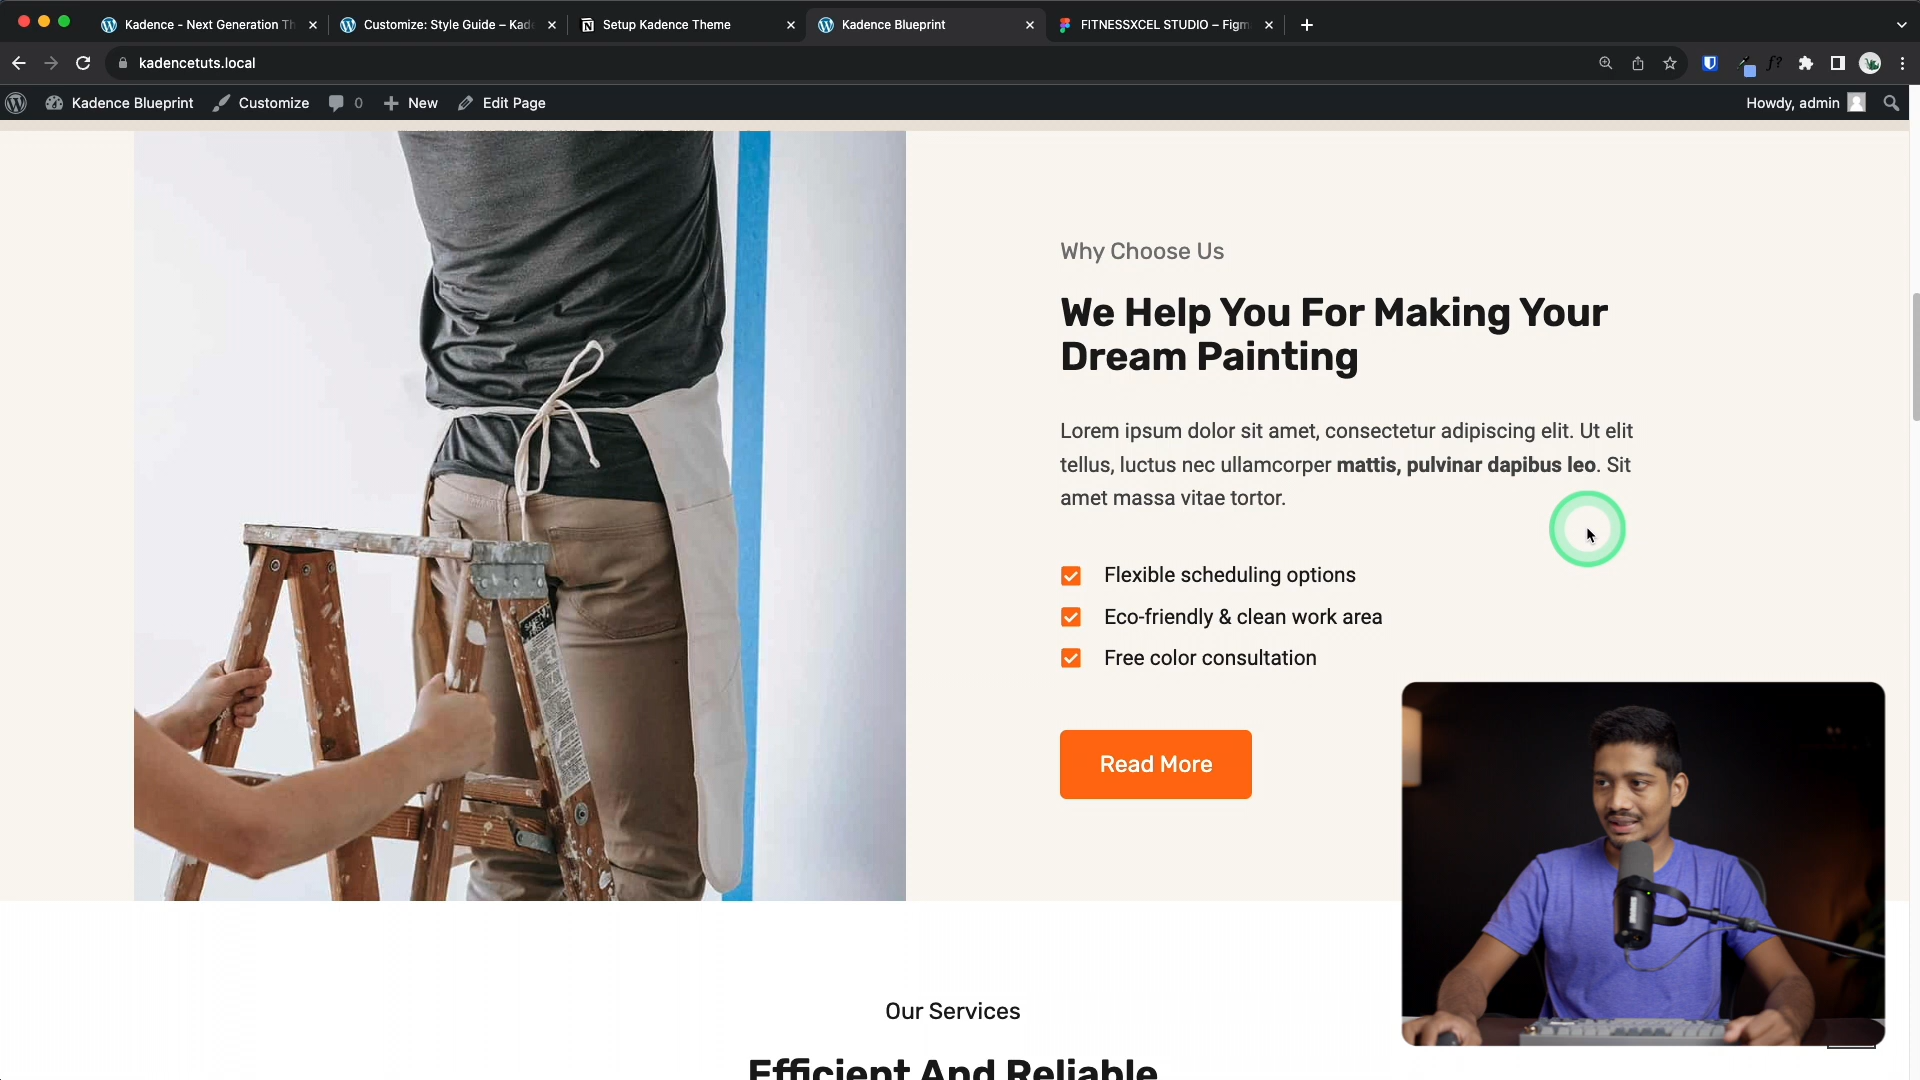 Kadence - Next Generation Th
Customize: Style Guide – Kade
Setup Kadence Theme
Kadence Blueprint
FITNESSXCEL STUDIO – Figm
kadencetuts.local
Kadence Blueprint
Customize
0
New
Edit Page
Howdy, admin
Why Choose Us
We Help You For Making Your
Dream Painting
Lorem ipsum dolor sit amet, consectetur adipiscing elit. Ut elit
tellus, luctus nec ullamcorper mattis, pulvinar dapibus leo. Sit
amet massa vitae tortor.
Flexible scheduling options
Eco-friendly & clean work area
Free color consultation
Read More
Our Services
Efficient And Reliable